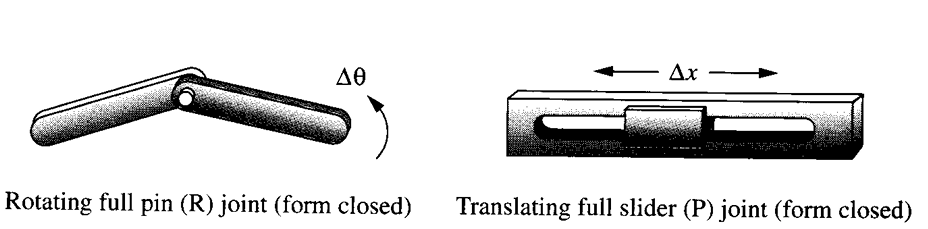 Δθ
Δx
Rotating full pin (R) joint (form closed)
Translating full slider (P) joint (form closed)